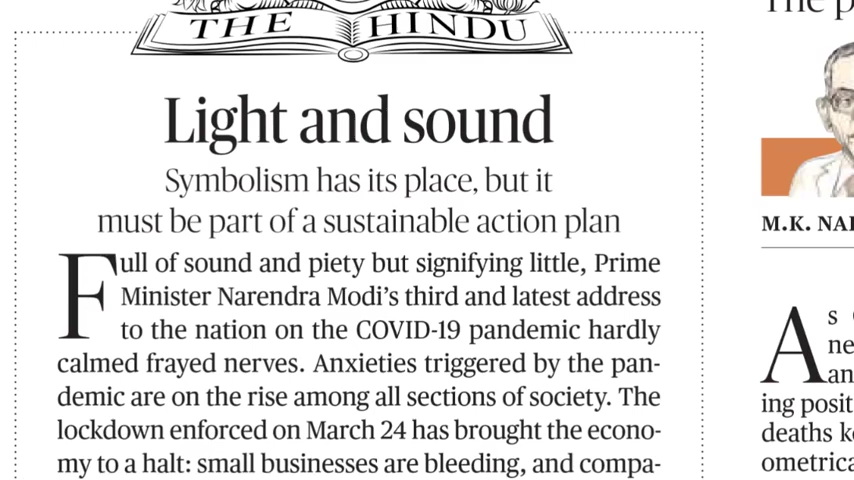 THE HINDU
Light and sound
Symbolism has its place, but it
must be part of a sustainable action plan
Full of sound and piety but signifying little, Prime
Minister Narendra Modi's third and latest address
to the nation on the COVID-19 pandemic hardly
calmed frayed nerves. Anxieties triggered by the pan-
demic are on the rise among all sections of society. The
lockdown enforced on March 24 has brought the econo-
my to a halt: small businesses are bleeding, and compa-
The p
M.K. NA
As
ne
an
ing posit
deaths k
ometrica